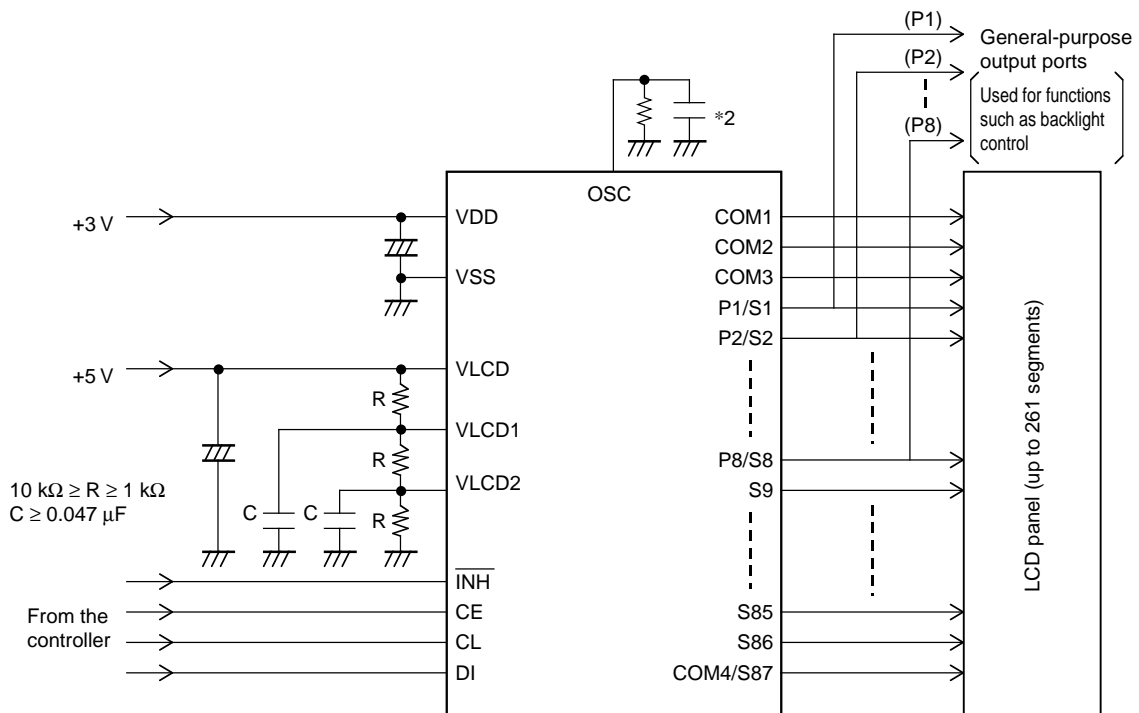 (P1)
General-purpose
output ports
(P2)
Used for functions
such as backlight
control
(P8)
*2
OSC
+3 V
VDD
VSS
+5 V
VLCD
R
VLCD1
R
VLCD2
R
C
C
10 kΩ ≥ R ≥ 1 kΩ
C ≥ 0.047 μF
INH
From the
controller
CE
CL
DI
COM1
COM2
COM3
P1/S1
P2/S2
P8/S8
S9
S85
S86
COM4/S87
LCD panel (up to 261 segments)